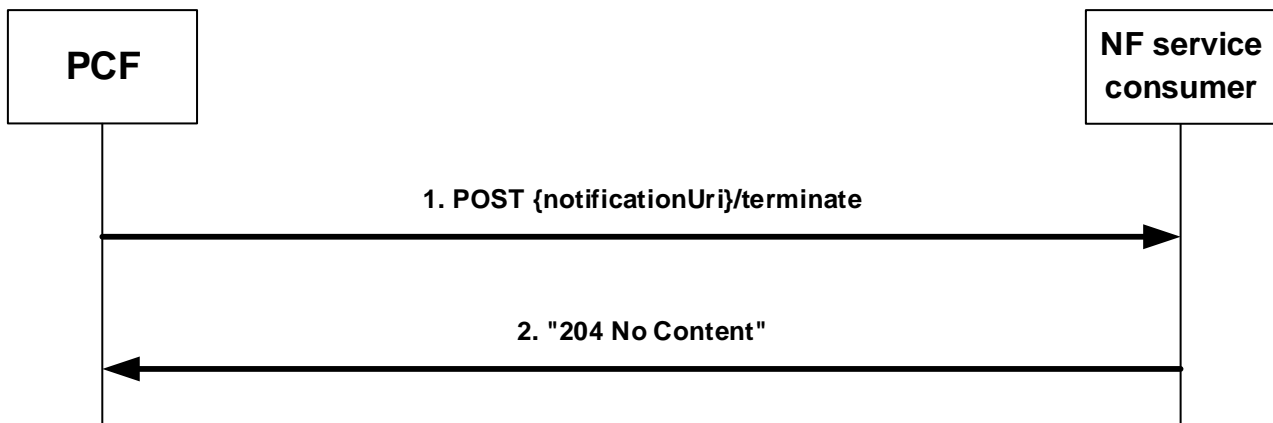 PCF
NF service
consumer
1. POST {notificationUri}/terminate
2. "204 No Content"